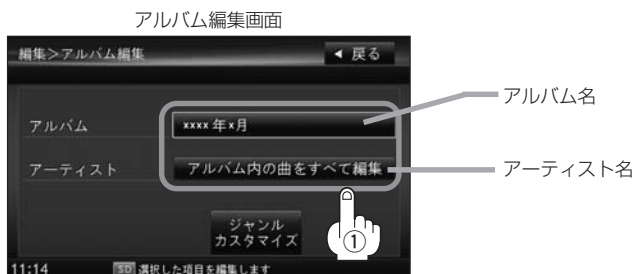 アルバム編集画面
編集＞アルバム編集
◀ 戻る
アルバム名
アルバム
xxxx 年x月
アーティスト
アルバム内の曲をすべて編集
アーティスト名
ジャンル
カスタマイズ
①
11:14
SD 選択した項目を編集します